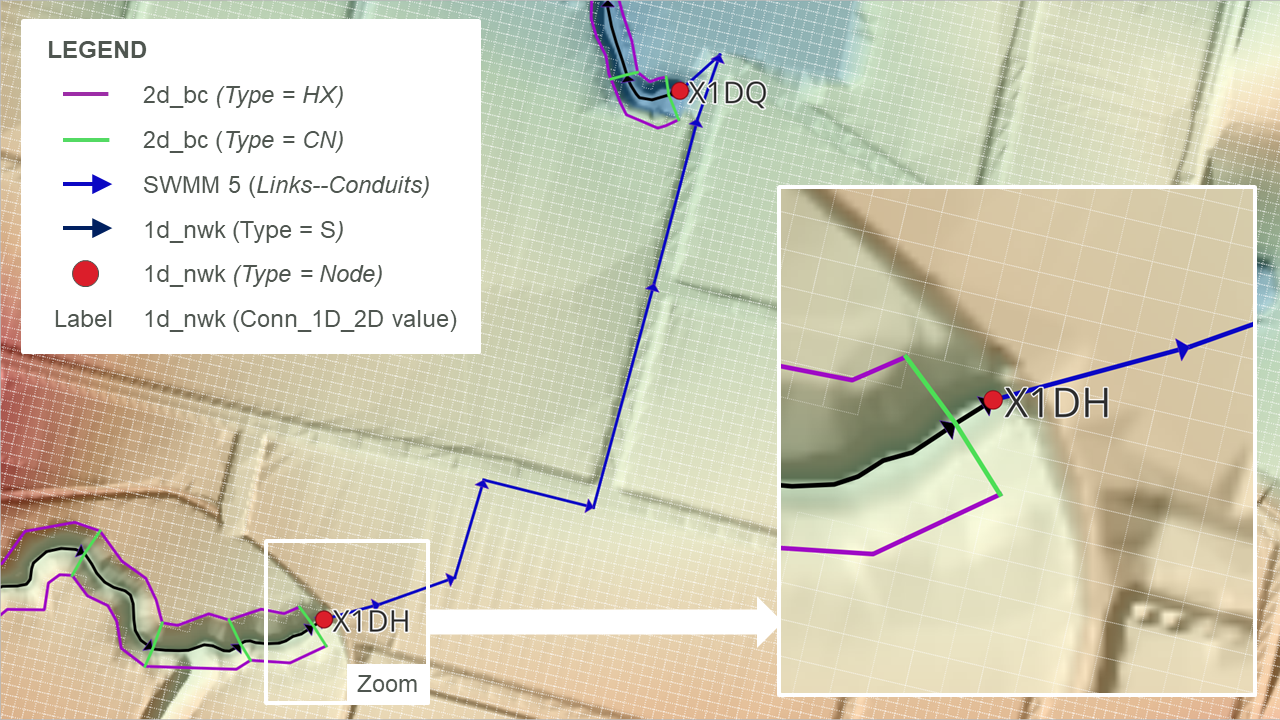 LEGEND
2d_bc (Type = HX)
2d_bc (Type = CN)
SWMM 5 (Links--Conduits)
1d_nwk (Type = S)
1d_nwk (Type = Node)
Label 1d_nwk (Conn_1D_2D value)
X1DQ
X1DH
X1DH
Zoom